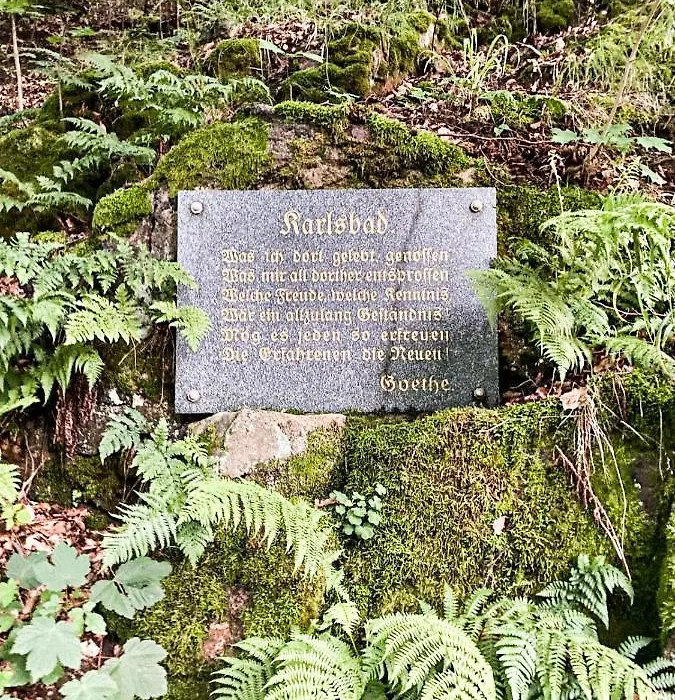 Karlsbad.
Was ich dort gelebt, genossen,
Was mir all dorther entsprossen,
Welche Freude, welche Kenntnis,
Wär ein allzulang Geständnis!
Mög es jeden so erfreuen,
Die Erfahrenen, die Neuen!
Goethe.